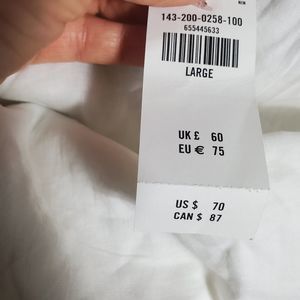 143-200-0258-100
655445633
LARGE
UK £ 60
EU € 75
US $ 70
CAN $ 87